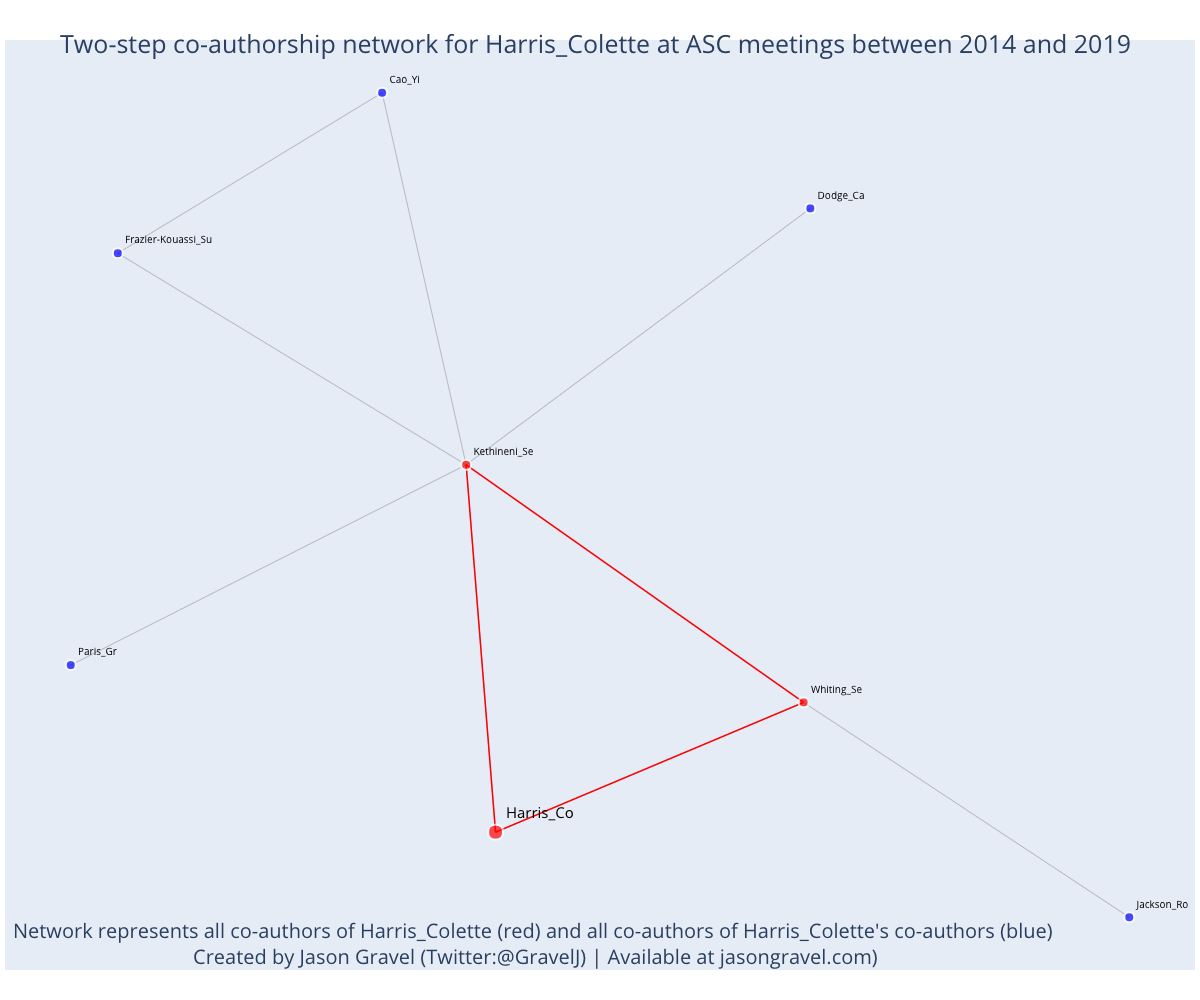 Two-step co-authorship network for Harris_Colette at ASC meetings between 2014 and 2019
Cao_Yi
Dodge_Ca
Frazier-Kouassi_Su
Kethineni_Se
Paris_Gr
Whiting_Se
Harris_Co
Jackson_Ro
Network represents all co-authors of Harris_Colette (red) and all co-authors of Harris_Colette's co-authors (blue)
Created by Jason Gravel (Twitter:@GravelJ) | Available at jasongravel.com)